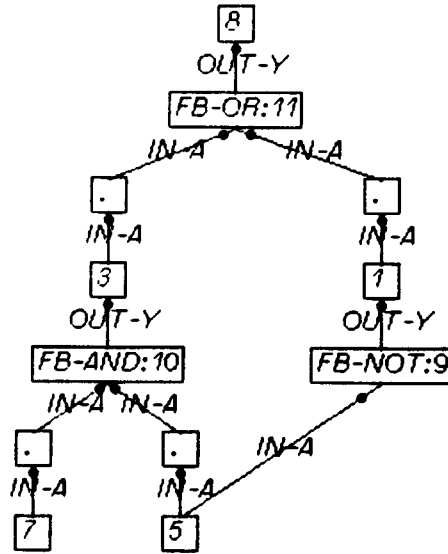 8
OUT-Y
FB-OR:11
IN-A IN-A
. .
IN-A IN-A
3 1
OUT-Y OUT-Y
FB-AND:10 FB-NOT:9
IN-A IN-A
. .
IN-A IN-A IN-A
7 5